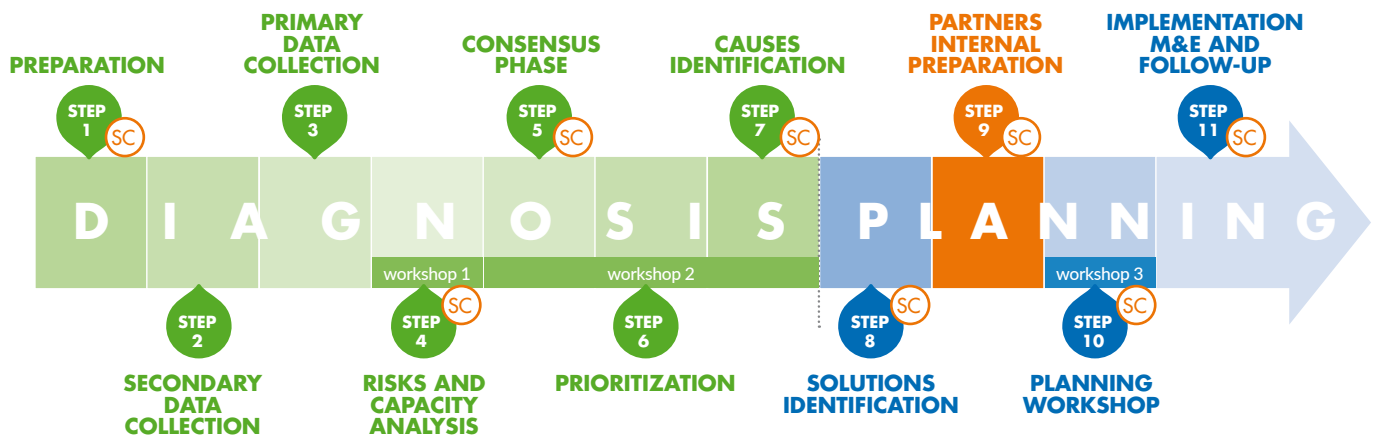 PREPARATION
PRIMARY
DATA
COLLECTION
CONSENSUS
PHASE
CAUSES
IDENTIFICATION
PARTNERS
INTERNAL
PREPARATION
IMPLEMENTATION
M&E AND
FOLLOW-UP
STEP
1
SC
STEP
3
STEP
5
SC
STEP
7
SC
STEP
9
SC
STEP
11
SC
DIAGNOSIS PLANNING
workshop 1
workshop 2
workshop 3
STEP
2
STEP
4
SC
STEP
6
STEP
8
SC
STEP
10
SC
SECONDARY
DATA
COLLECTION
RISKS AND
CAPACITY
ANALYSIS
PRIORITIZATION
SOLUTIONS
IDENTIFICATION
PLANNING
WORKSHOP